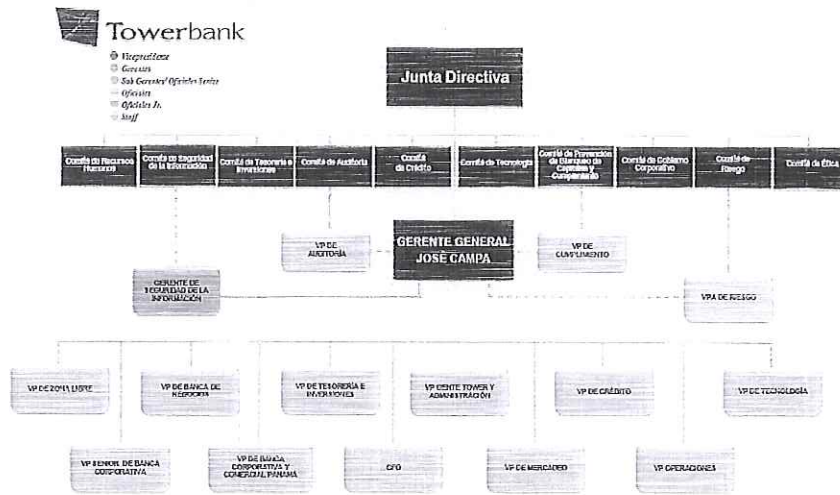 Towerbank
Vicepresidente
Gerentes
Sub Gerentes/ Oficiales Senior
Oficiales
Oficiales Jr.
Staff
Junta Directiva
Comité de Recursos
Humanos
Comité de Seguridad
de la Información
Comité de Tesorería e
Inversiones
Comité de Auditoría
Comité
de Crédito
Comité de Tecnología
Comité de Prevención
de Blanqueo de
Capitales y
Cumplimiento
Comité de Gobierno
Corporativo
Comité de
Riesgo
Comité de Ética
VP DE
AUDITORÍA
GERENTE GENERAL
JOSÉ CAMPA
VP DE
CUMPLIMIENTO
GERENTE DE
SEGURIDAD DE LA
INFORMACIÓN
VPA DE RIESGO
VP DE ZONA LIBRE
VP DE BANCA DE
NEGOCIOS
VP DE TESORERÍA E
INVERSIONES
VP GENTE TOWER Y
ADMINISTRACIÓN
VP DE CRÉDITO
VP DE TECNOLOGÍA
VP SENIOR DE BANCA
CORPORATIVA
VP DE BANCA
CORPORATIVA Y
COMERCIAL PANAMÁ
CFO
VP DE MERCADEO
VP OPERACIONES